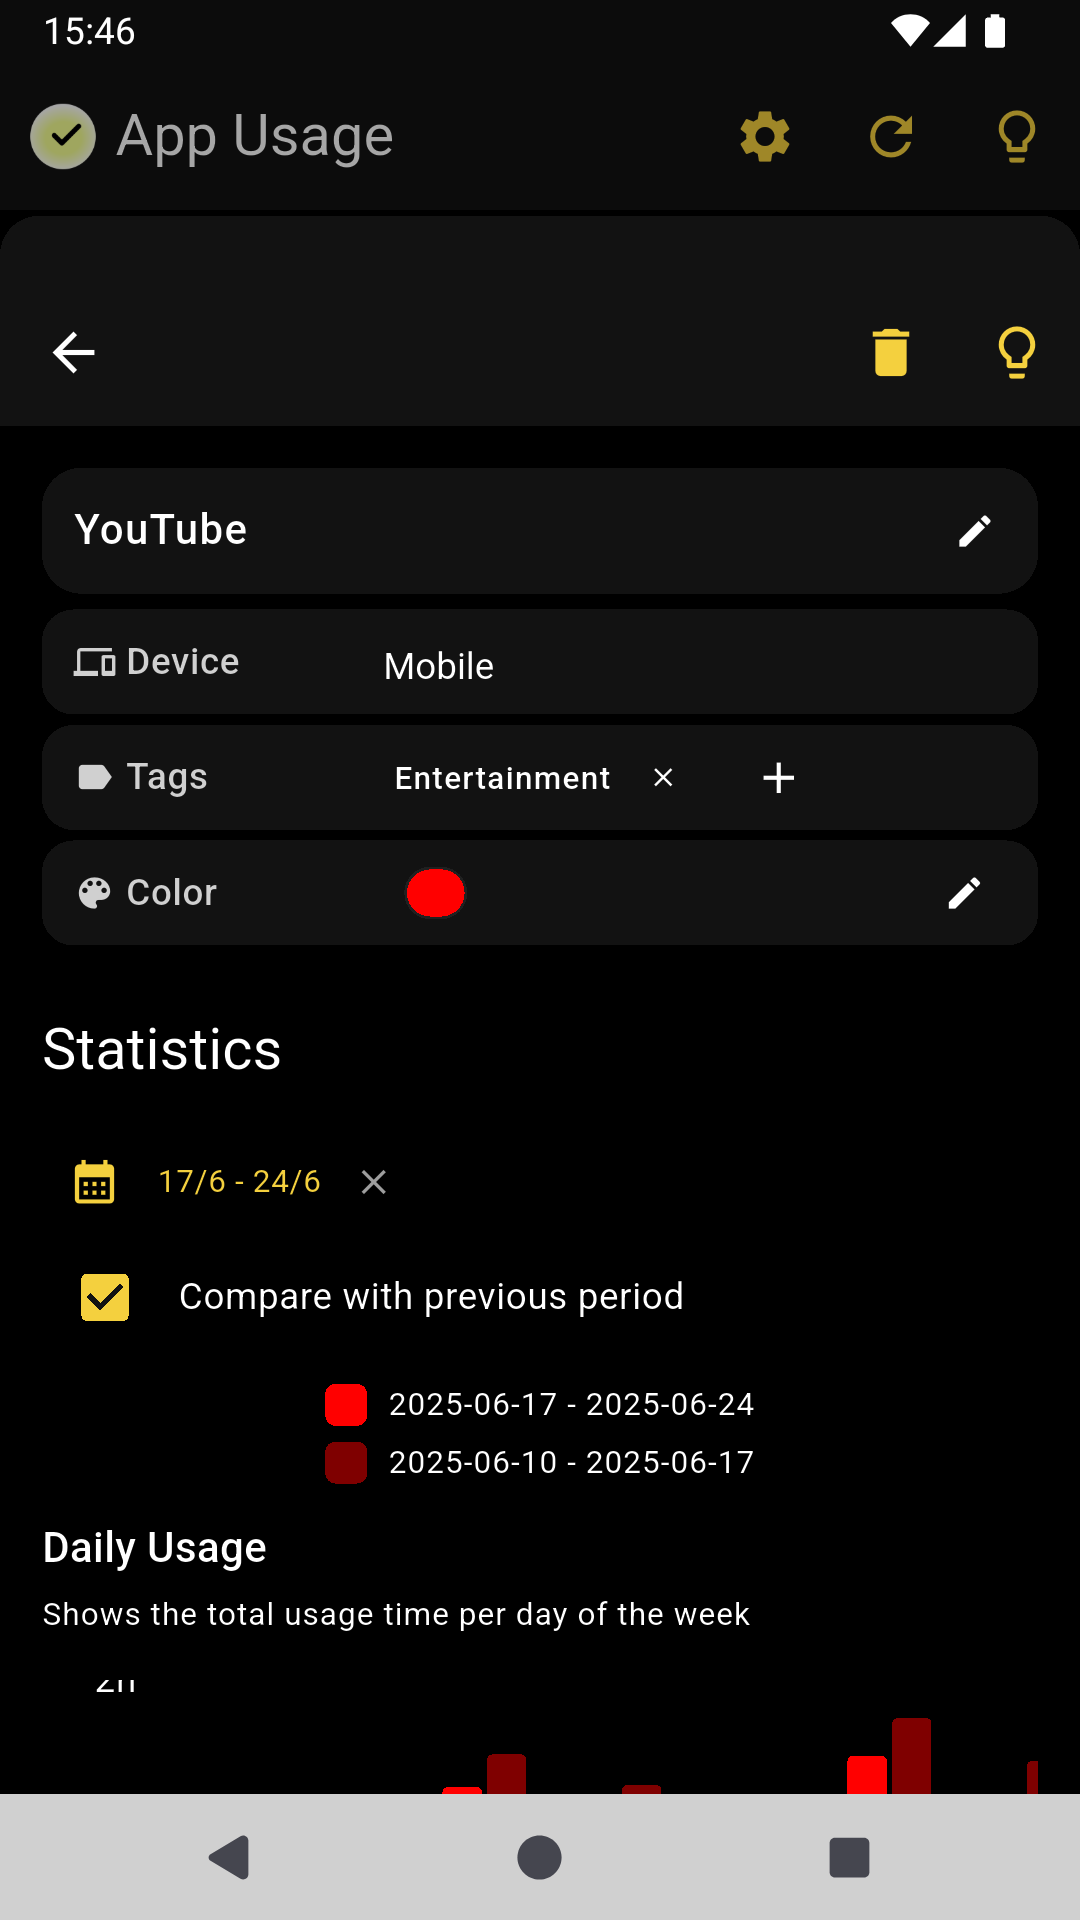 15:46
App Usage
YouTube
Device
Mobile
Tags
Entertainment
Color
Statistics
17/6 - 24/6
Compare with previous period
2025-06-17 - 2025-06-24
2025-06-10 - 2025-06-17
Daily Usage
Shows the total usage time per day of the week
2h